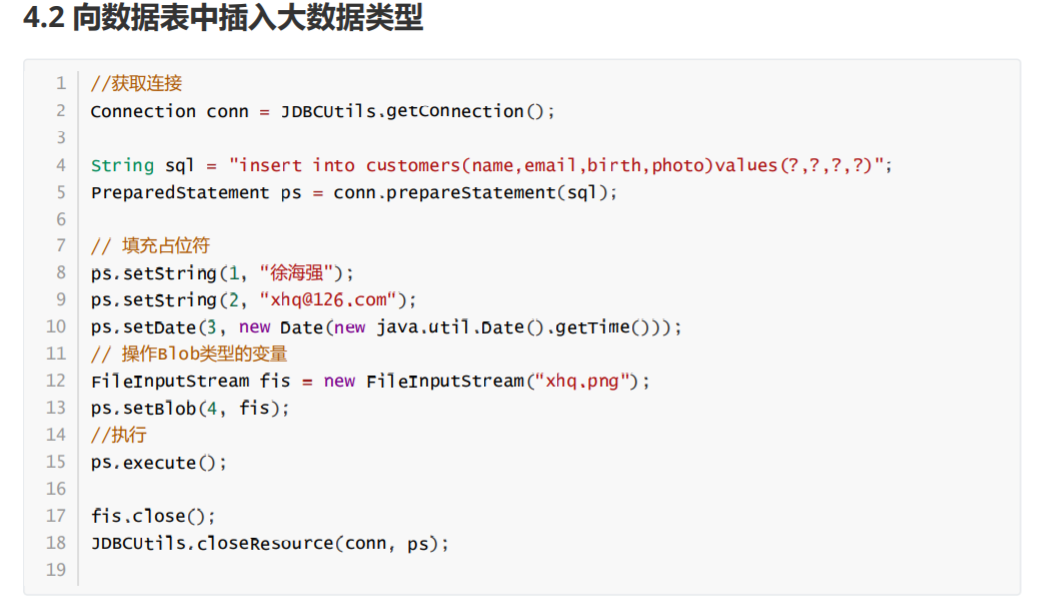 4.2 向数据表中插入大数据类型
1 //获取连接
2 Connection conn = JDBCUtils.getConnection();
3
4 String sql = "insert into customers(name,email,birth,photo)values(?,?,?,?)";
5 PreparedStatement ps = conn.prepareStatement(sql);
6
7 // 填充占位符
8 ps.setString(1, "徐海强");
9 ps.setString(2, "xhq@126.com");
10 ps.setDate(3, new Date(new java.util.Date().getTime()));
11 // 操作Blob类型的变量
12 FileInputStream fis = new FileInputStream("xhq.png");
13 ps.setBlob(4, fis);
14 //执行
15 ps.execute();
16
17 fis.close();
18 JDBCUtils.closeResource(conn, ps);
19